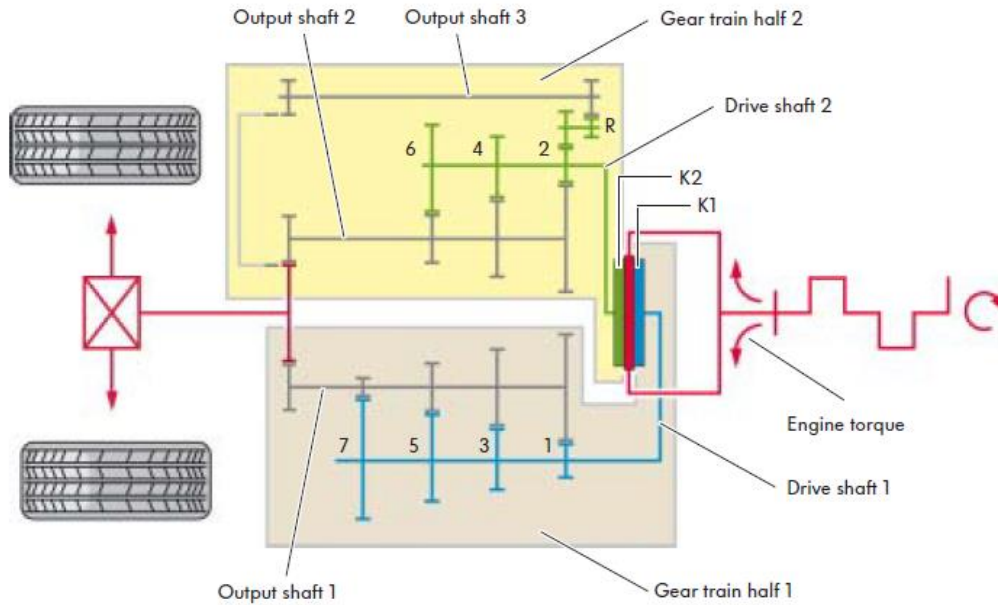 Output shaft 2
Output shaft 3
Gear train half 2
Drive shaft 2
R
6
4
2
K2
K1
Engine torque
7
5
3
1
Drive shaft 1
Output shaft 1
Gear train half 1